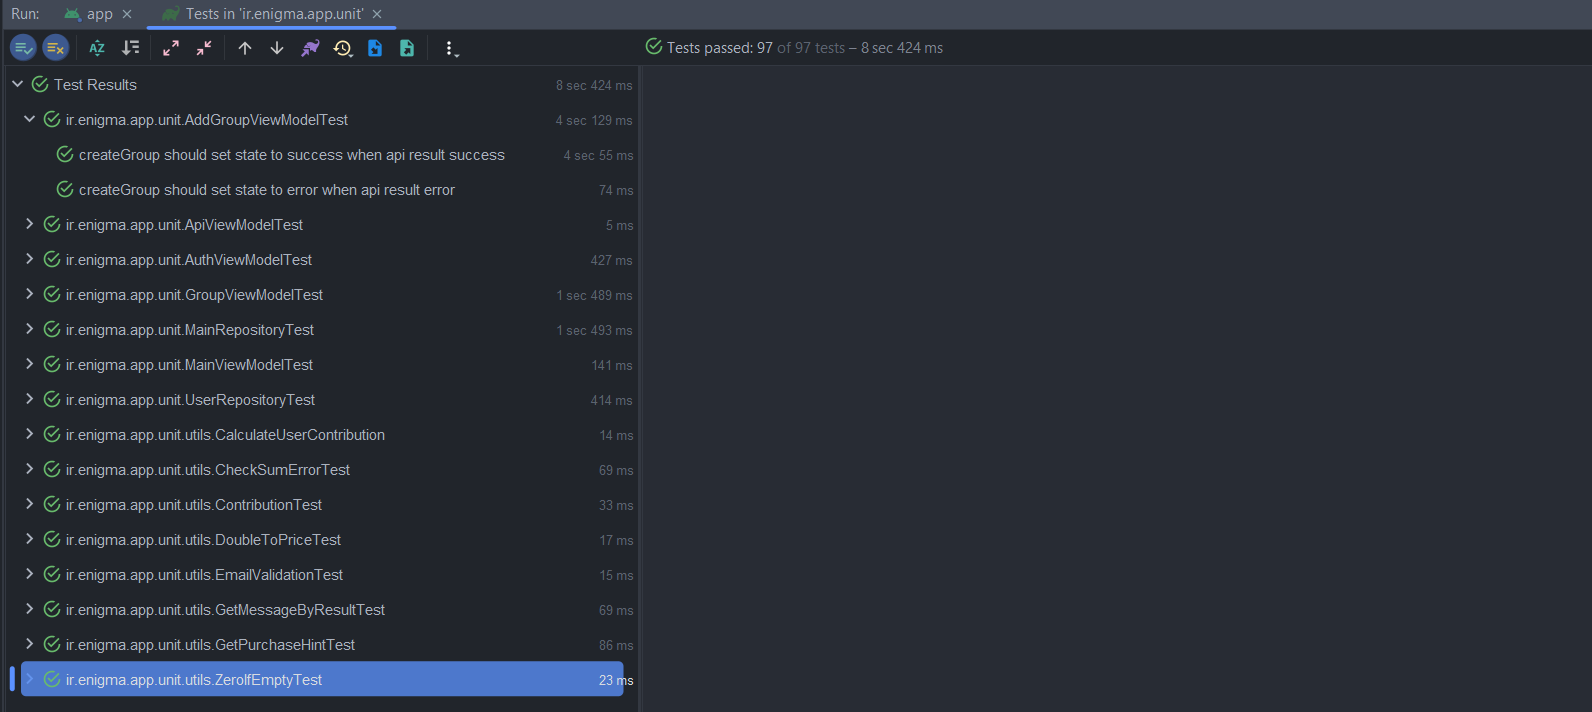 Run: app Tests in 'ir.enigma.app.unit'
Tests passed: 97 of 97 tests – 8 sec 424 ms
Test Results 8 sec 424 ms
ir.enigma.app.unit.AddGroupViewModelTest 4 sec 129 ms
createGroup should set state to success when api result success 4 sec 55 ms
createGroup should set state to error when api result error 74 ms
ir.enigma.app.unit.ApiViewModelTest 5 ms
ir.enigma.app.unit.AuthViewModelTest 427 ms
ir.enigma.app.unit.GroupViewModelTest 1 sec 489 ms
ir.enigma.app.unit.MainRepositoryTest 1 sec 493 ms
ir.enigma.app.unit.MainViewModelTest 141 ms
ir.enigma.app.unit.UserRepositoryTest 414 ms
ir.enigma.app.unit.utils.CalculateUserContribution 14 ms
ir.enigma.app.unit.utils.CheckSumErrorTest 69 ms
ir.enigma.app.unit.utils.ContributionTest 33 ms
ir.enigma.app.unit.utils.DoubleToPriceTest 17 ms
ir.enigma.app.unit.utils.EmailValidationTest 15 ms
ir.enigma.app.unit.utils.GetMessageByResultTest 69 ms
ir.enigma.app.unit.utils.GetPurchaseHintTest 86 ms
ir.enigma.app.unit.utils.ZeroIfEmptyTest 23 ms